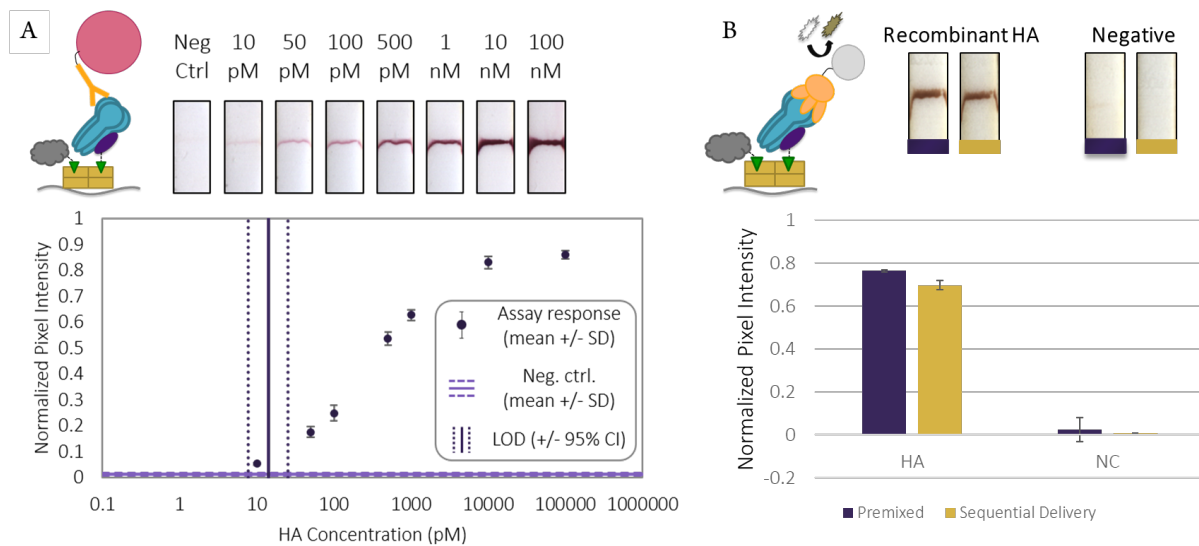 A
Neg Ctrl
10 pM
50 pM
100 pM
500 pM
1 nM
10 nM
100 nM
Normalized Pixel Intensity
1
0.9
0.8
0.7
0.6
0.5
0.4
0.3
0.2
0.1
0
0.1
1
10
100
1000
10000
100000
1000000
HA Concentration (pM)
Assay response
(mean +/- SD)
Neg. ctrl.
(mean +/- SD)
LOD (+/- 95% CI)
B
Recombinant HA
Negative
Normalized Pixel Intensity
1
0.8
0.6
0.4
0.2
0
-0.2
HA
NC
Premixed
Sequential Delivery